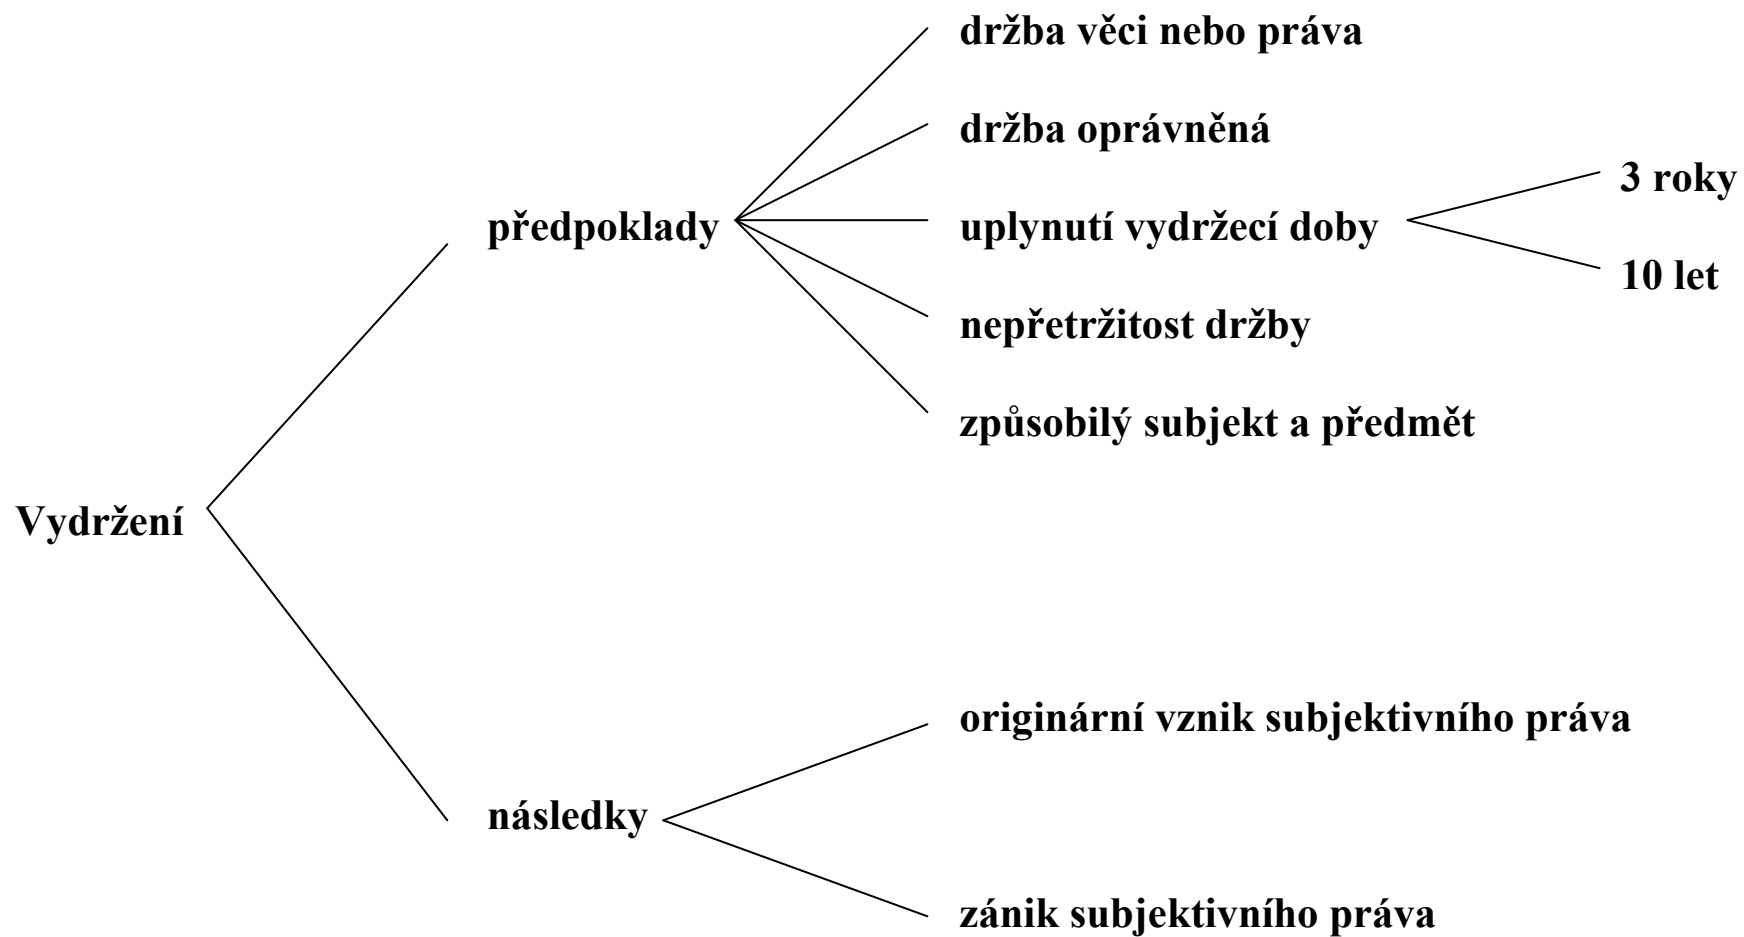 držba věci nebo práva
držba oprávněná
3 roky
předpoklady
uplynutí vydržecí doby
10 let
nepřetržitost držby
způsobilý subjekt a předmět
Vydržení
originární vznik subjektivního práva
následky
zánik subjektivního práva